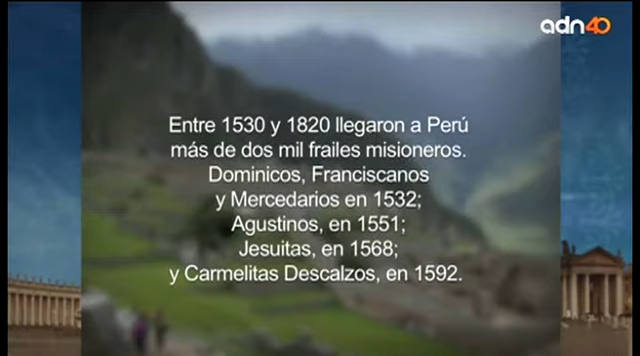 adn40
Entre 1530 y 1820 llegaron a Perú
más de dos mil frailes misioneros.
Dominicos, Franciscanos
y Mercedarios en 1532;
Agustinos, en 1551;
Jesuitas, en 1568;
y Carmelitas Descalzos, en 1592.